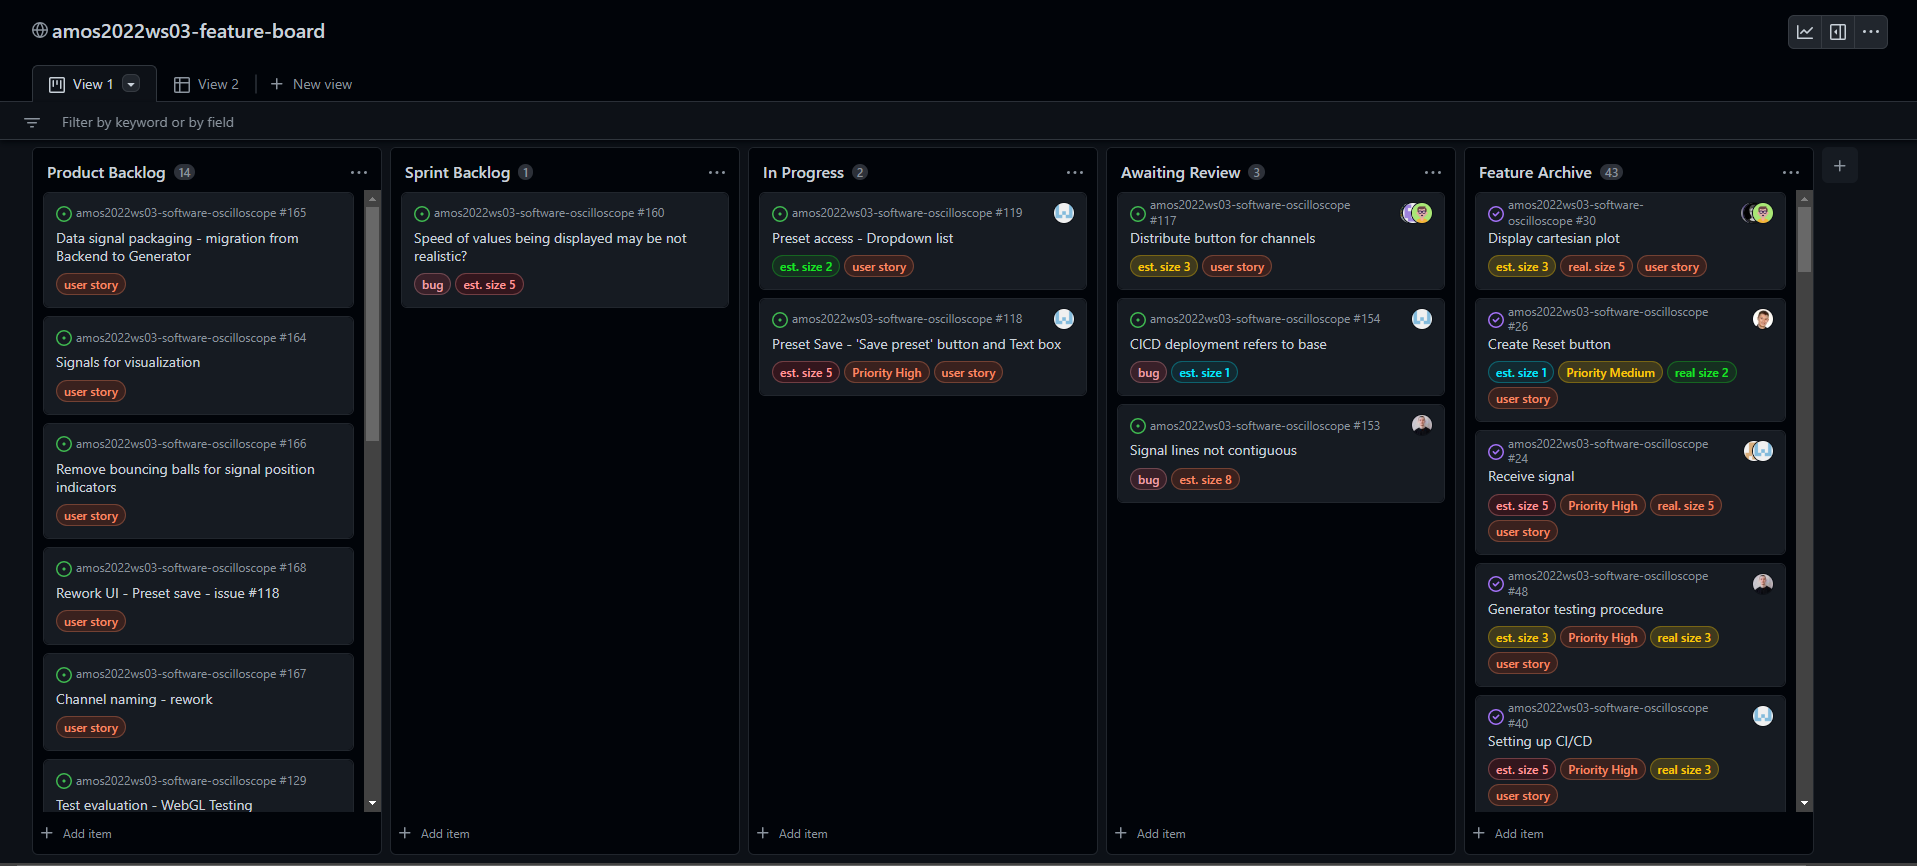 amos2022ws03-feature-board
View 1
View 2
New view
Filter by keyword or by field
Product Backlog 14
amos2022ws03-software-oscilloscope #165
Data signal packaging - migration from
Backend to Generator
user story
amos2022ws03-software-oscilloscope #164
Signals for visualization
user story
amos2022ws03-software-oscilloscope #166
Remove bouncing balls for signal position
indicators
user story
amos2022ws03-software-oscilloscope #168
Rework UI - Preset save - issue #118
user story
amos2022ws03-software-oscilloscope #167
Channel naming - rework
user story
amos2022ws03-software-oscilloscope #129
Test evaluation - WebGL Testing
Add item
Sprint Backlog 1
amos2022ws03-software-oscilloscope #160
Speed of values being displayed may be not
realistic?
bug est. size 5
Add item
In Progress 2
amos2022ws03-software-oscilloscope #119
Preset access - Dropdown list
est. size 2 user story
amos2022ws03-software-oscilloscope #118
Preset Save - 'Save preset' button and Text box
est. size 5 Priority High user story
Add item
Awaiting Review 3
amos2022ws03-software-oscilloscope
#117
Distribute button for channels
est. size 3 user story
amos2022ws03-software-oscilloscope #154
CICD deployment refers to base
bug est. size 1
amos2022ws03-software-oscilloscope #153
Signal lines not contiguous
bug est. size 8
Add item
Feature Archive 43
amos2022ws03-software-
oscilloscope #30
Display cartesian plot
est. size 3 real. size 5 user story
amos2022ws03-software-oscilloscope
#26
Create Reset button
est. size 1 Priority Medium real size 2
user story
amos2022ws03-software-oscilloscope
#24
Receive signal
est. size 5 Priority High real. size 5
user story
amos2022ws03-software-oscilloscope
#48
Generator testing procedure
est. size 3 Priority High real size 3
user story
amos2022ws03-software-oscilloscope
#40
Setting up CI/CD
est. size 5 Priority High real size 3
user story
Add item